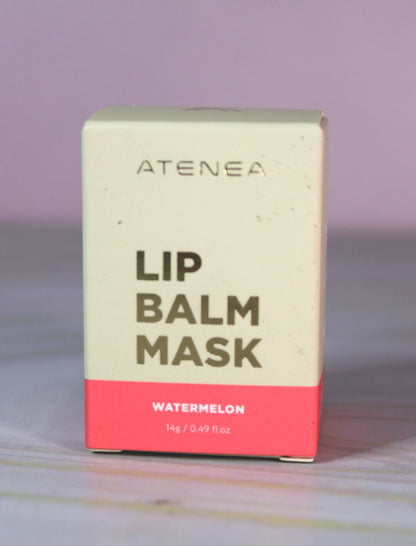 ATENEA
LIP
BALM
MASK
WATERMELON
14g / 0.49 fl.oz